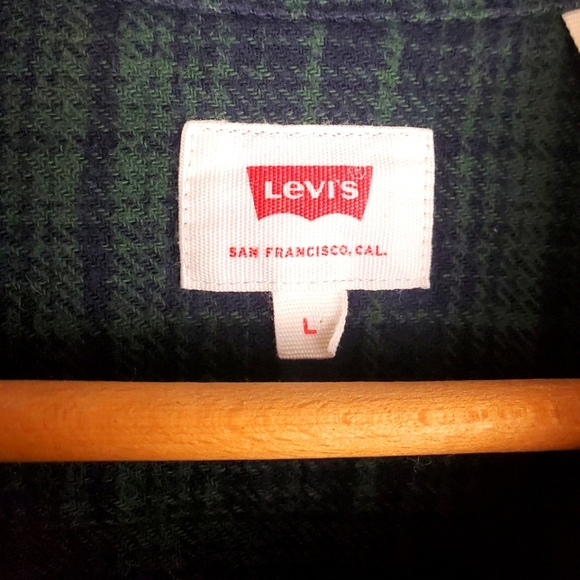 LEVI'S
SAN FRANCISCO, CAL.
L